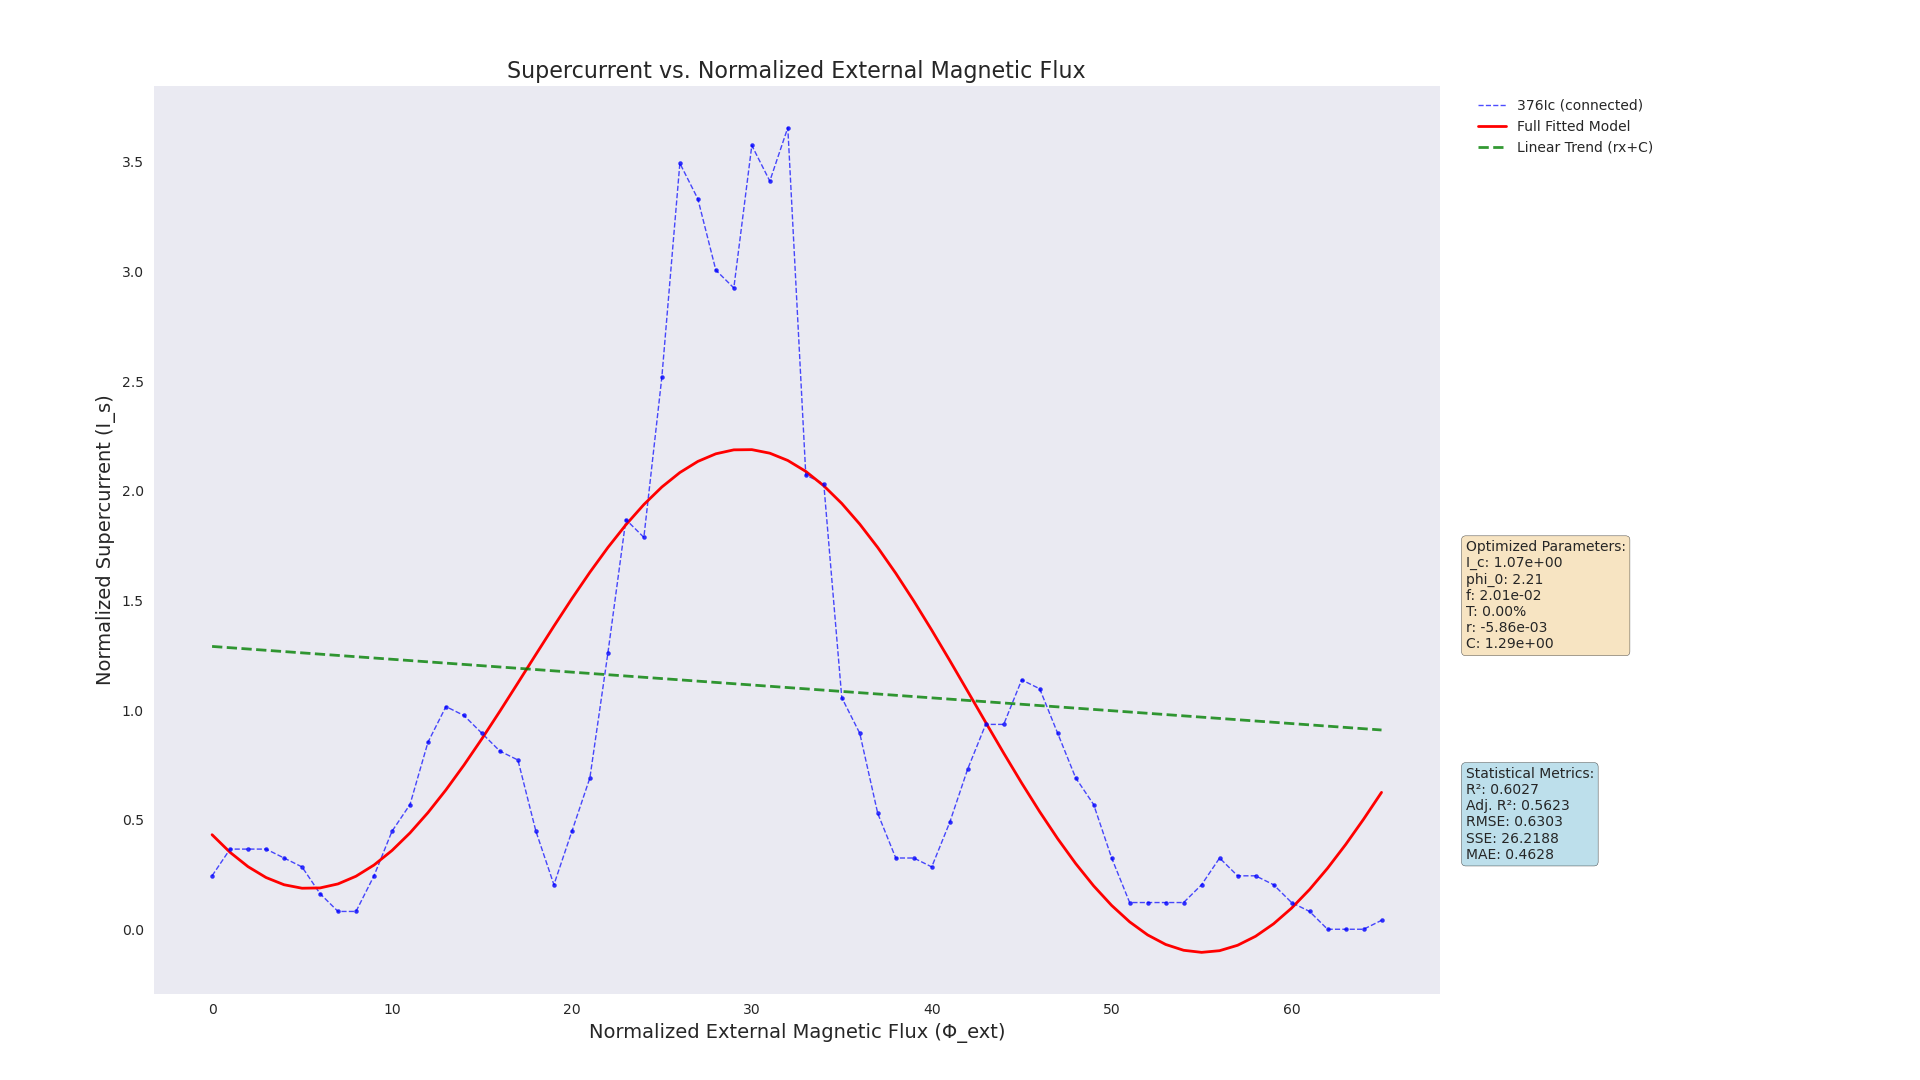 Supercurrent vs. Normalized External Magnetic Flux
376Ic (connected)
Full Fitted Model
Linear Trend (rx+C)
3.5
3.0
2.5
2.0
1.5
1.0
0.5
0.0
Normalized Supercurrent (I_s)
0
10
20
30
40
50
60
Normalized External Magnetic Flux (Φ_ext)
Optimized Parameters:
I_c: 1.07e+00
phi_0: 2.21
f: 2.01e-02
T: 0.00%
r: -5.86e-03
C: 1.29e+00
Statistical Metrics:
R²: 0.6027
Adj. R²: 0.5623
RMSE: 0.6303
SSE: 26.2188
MAE: 0.4628